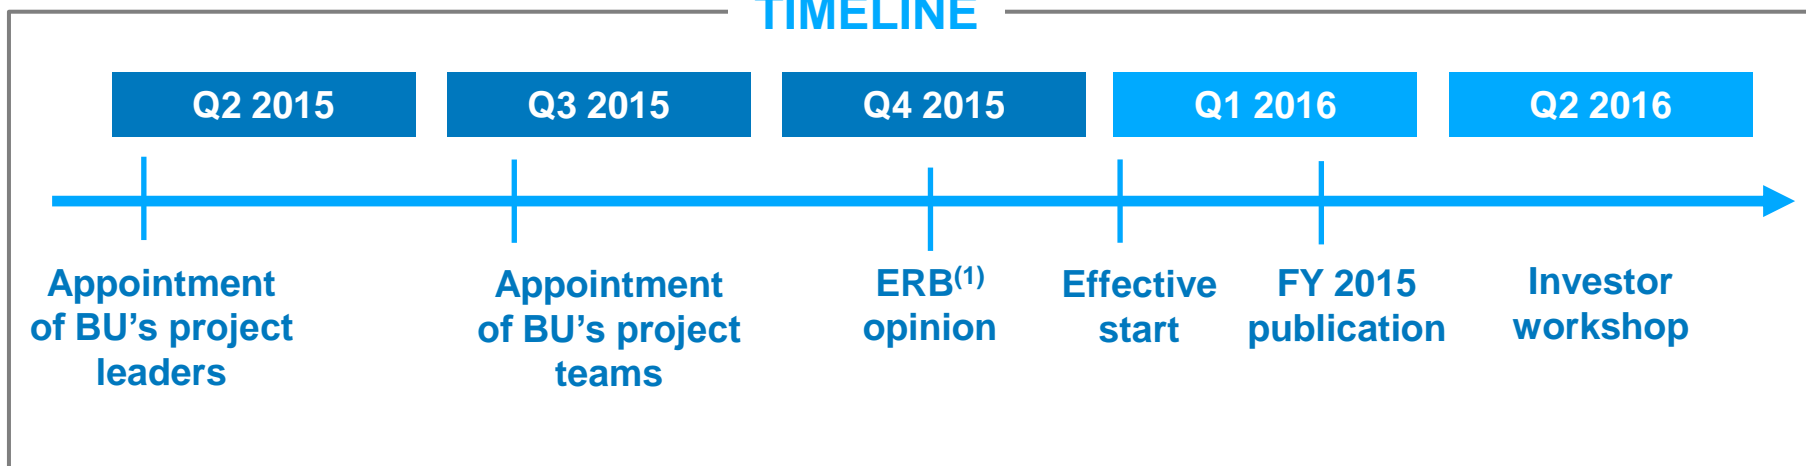 TIMELINE
Q2 2015
Q3 2015
Q4 2015
Q1 2016
Q2 2016
Appointment
of BU’s project
leaders
Appointment
of BU’s project
teams
ERB(1)
opinion
Effective
start
FY 2015
publication
Investor
workshop